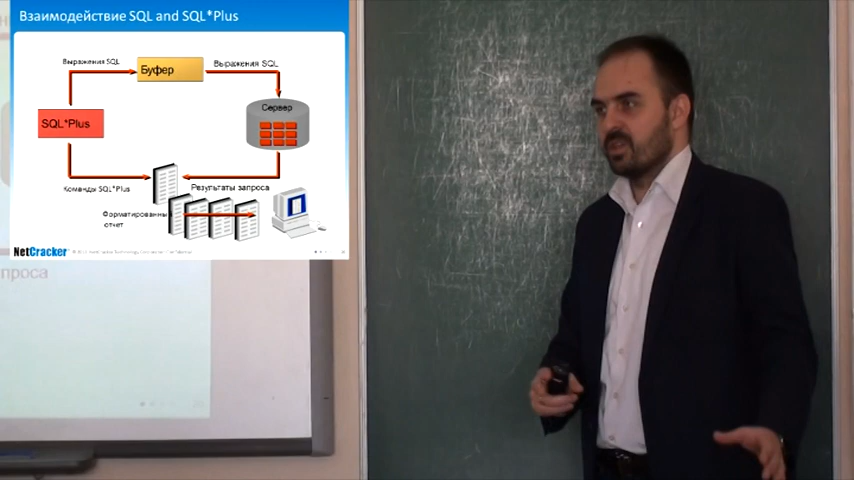 Взаимодействие SQL and SQL*Plus
Выражения SQL
Буфер
Выражения SQL
Сервер
SQL*Plus
Команды SQL*Plus
Результаты запроса
Форматированны
отчет
NetCracker
проса